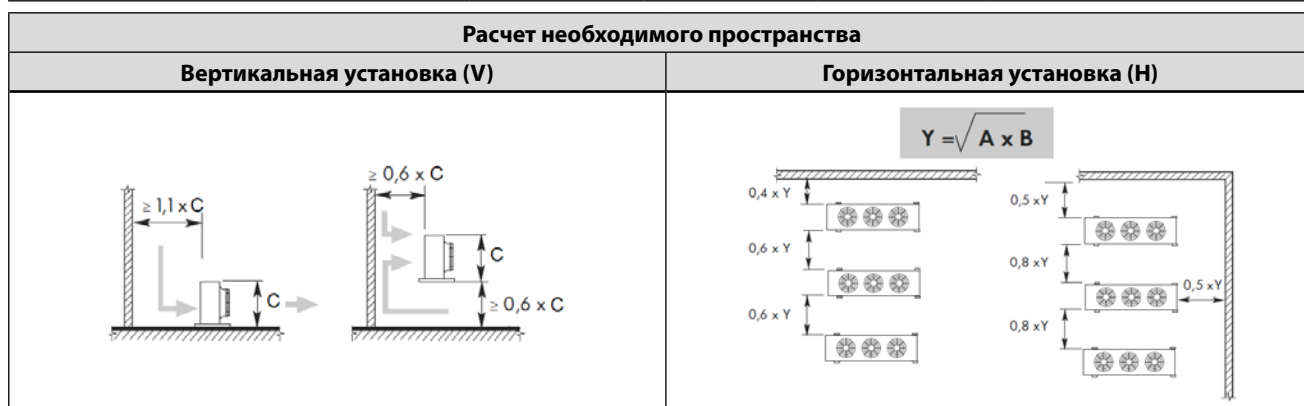 Расчет необходимого пространства
Вертикальная установка (V)
Горизонтальная установка (H)
≥ 1,1 x C
C
≥ 0,6 x C
C
≥ 0,6 x C
Y = √ A x B
0,4 x Y
0,6 x Y
0,6 x Y
0,5 xY
0,8 xY
0,5 xY
0,8 xY